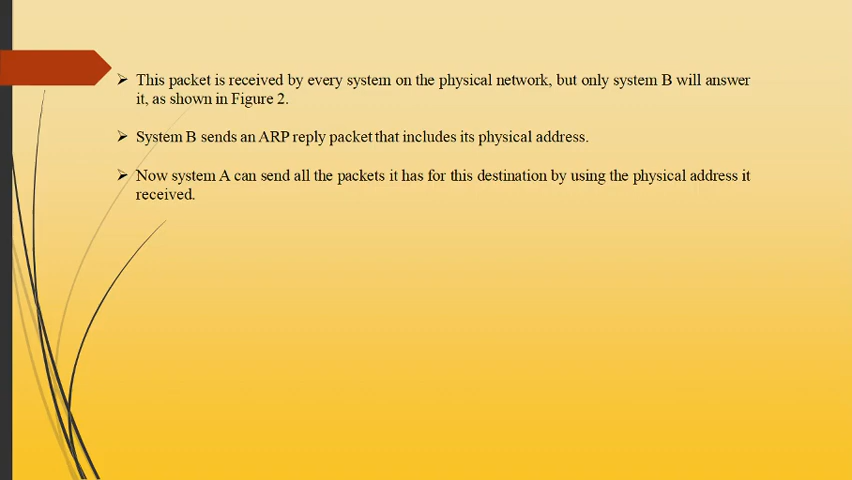 ➢ This packet is received by every system on the physical network, but only system B will answer
it, as shown in Figure 2.
➢ System B sends an ARP reply packet that includes its physical address.
➢ Now system A can send all the packets it has for this destination by using the physical address it
received.